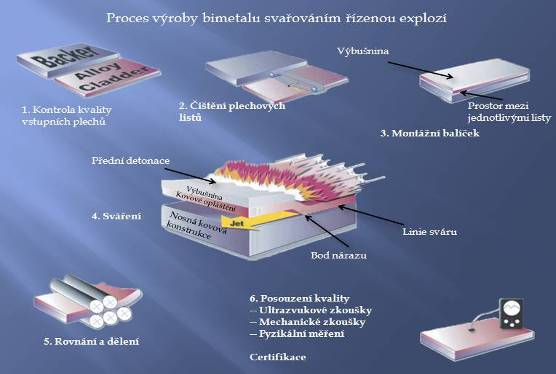 Proces výroby bimetalu svařováním řízenou explozí
Backer
Alloy
Cladder
1. Kontrola kvality
vstupních plechů
2. Čištění plechových
listů
Výbušnina
Prostor mezi
jednotlivými listy
3. Montážní balíček
Přední detonace
Výbušnina
Kovové opláštění
4. Sváření
Nosná kovová
konstrukce
Jet
Linie sváru
Bod nárazu
5. Rovnání a dělení
6. Posouzení kvality
– Ultrazvukové zkoušky
– Mechanické zkoušky
– Pyzikální měření
Certifikace